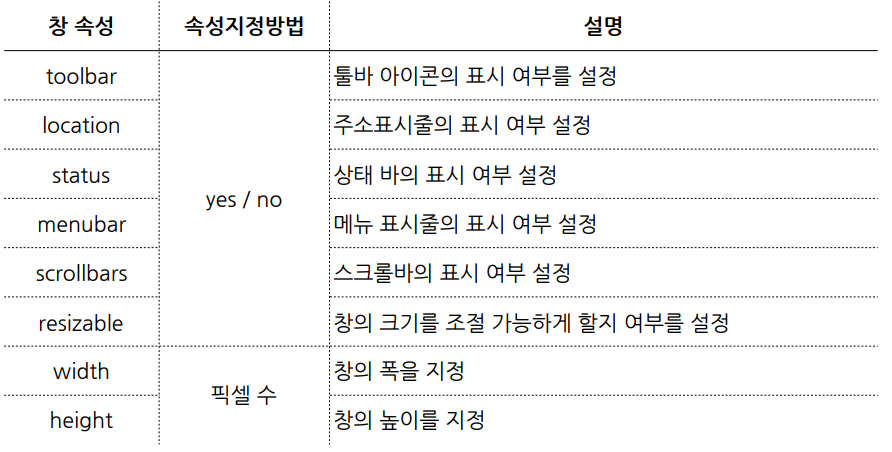 창 속성 속성지정방법 설명
toolbar 툴바 아이콘의 표시 여부를 설정
location 주소표시줄의 표시 여부 설정
status 상태 바의 표시 여부 설정
yes / no
menubar 메뉴 표시줄의 표시 여부 설정
scrollbars 스크롤바의 표시 여부 설정
resizable 창의 크기를 조절 가능하게 할지 여부를 설정
width 창의 폭을 지정
픽셀 수
height 창의 높이를 지정